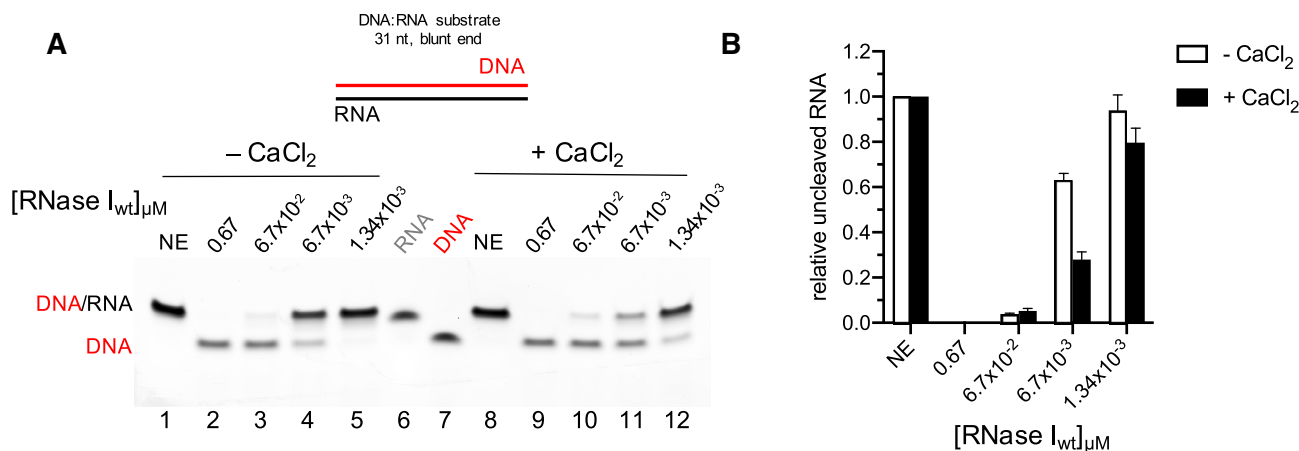 A
DNA:RNA substrate
31 nt, blunt end
DNA
RNA
– CaCl₂
+ CaCl₂
[RNase Iwt]µM
NE
0.67
6.7x10⁻²
6.7x10⁻³
1.34x10⁻³
RNA
DNA
NE
0.67
6.7x10⁻²
6.7x10⁻³
1.34x10⁻³
DNA/RNA
DNA
1 2 3 4 5 6 7 8 9 10 11 12
B
relative uncleaved RNA
1.2
1.0
0.8
0.6
0.4
0.2
0.0
NE
0.67
6.7x10⁻²
6.7x10⁻³
1.34x10⁻³
[RNase Iwt]µM
- CaCl₂
+ CaCl₂